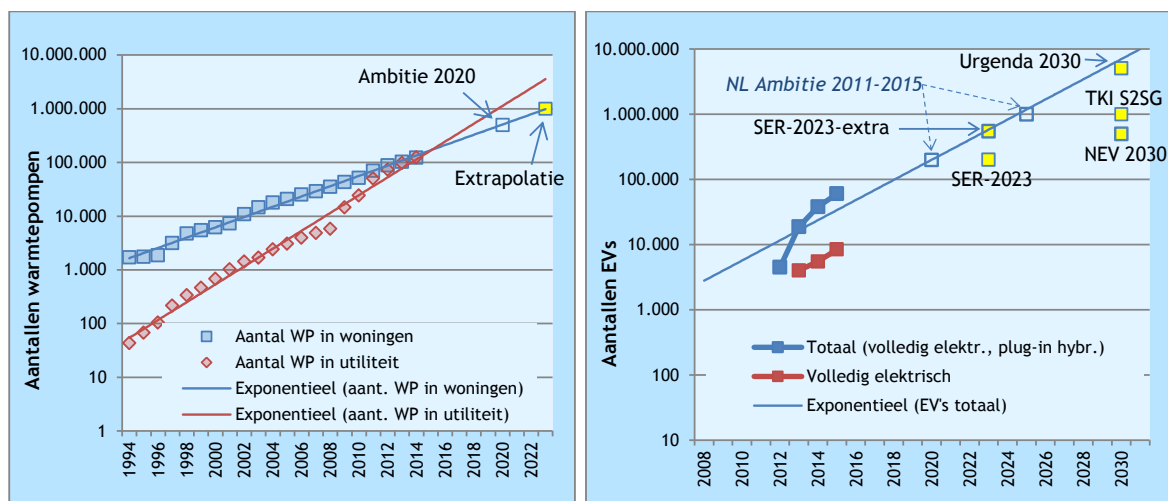 Aantallen warmtepompen
10.000.000
1.000.000
100.000
10.000
1.000
100
10
1
Ambitie 2020
Extrapolatie
Aantal WP in woningen
Aantal WP in utiliteit
Exponentieel (aant. WP in woningen)
Exponentieel (aant. WP in utiliteit)
1994
1996
1998
2000
2002
2004
2006
2008
2010
2012
2014
2016
2018
2020
2022
Aantallen EVs
10.000.000
1.000.000
100.000
10.000
1.000
100
10
Urgenda 2030
NL Ambitie 2011-2015
TKI S2SG
SER-2023-extra
NEV 2030
SER-2023
Totaal (volledig elektr., plug-in hybr.)
Volledig elektrisch
Exponentieel (EV's totaal)
2008
2010
2012
2014
2016
2018
2020
2022
2024
2026
2028
2030